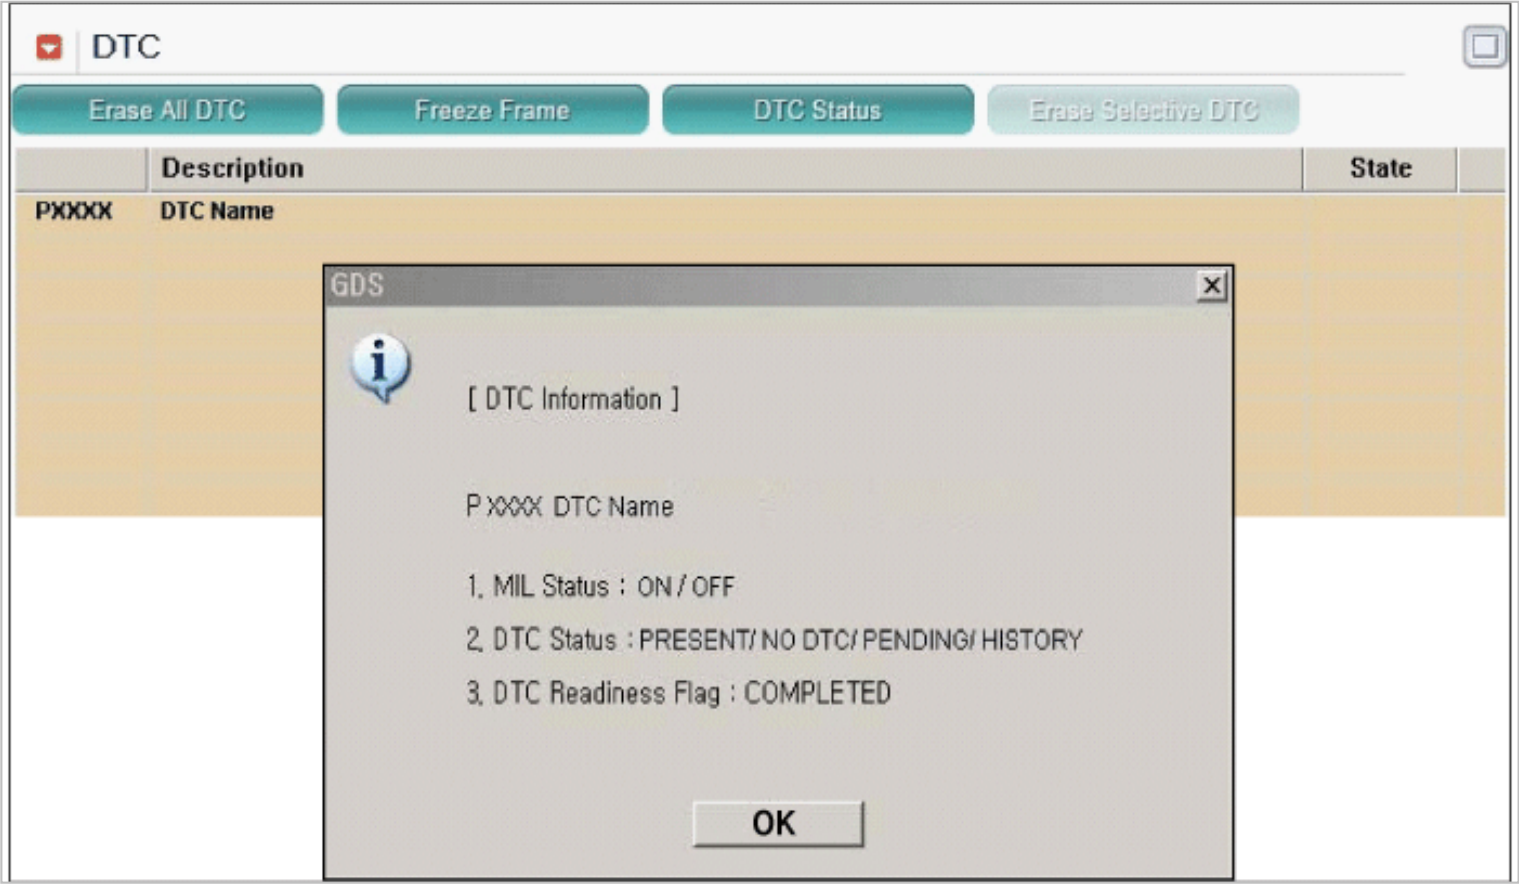 DTC
Erase All DTC
Freeze Frame
DTC Status
Erase Selective DTC
Description State
PXXXX DTC Name
GDS
[ DTC Information ]
P XXXX DTC Name
1, MIL Status : ON / OFF
2, DTC Status : PRESENT/ NO DTC/ PENDING/ HISTORY
3, DTC Readiness Flag : COMPLETED
OK